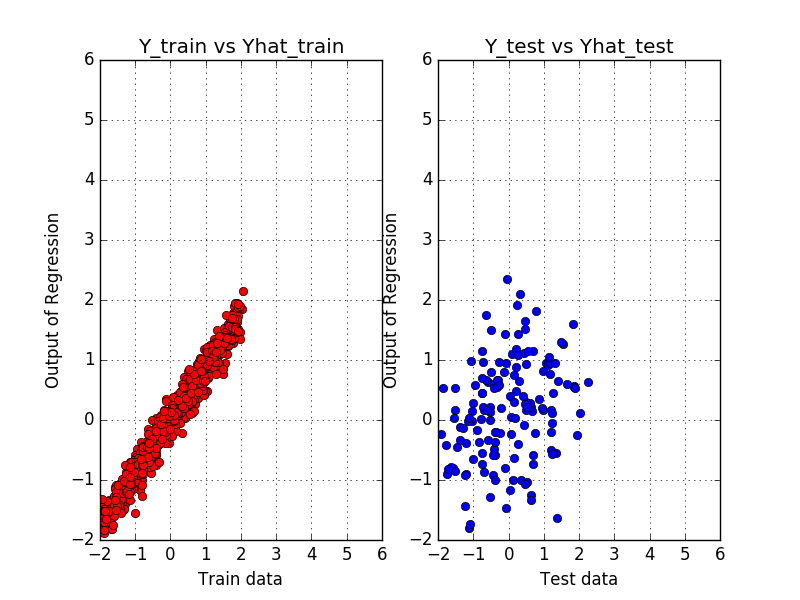 Y_train vs Yhat_train
6
5
4
3
2
1
0
−1
−2
Output of Regression
−2 −1 0 1 2 3 4 5 6
Train data
Y_test vs Yhat_test
6
5
4
3
2
1
0
−1
−2
Output of Regression
−2 −1 0 1 2 3 4 5 6
Test data